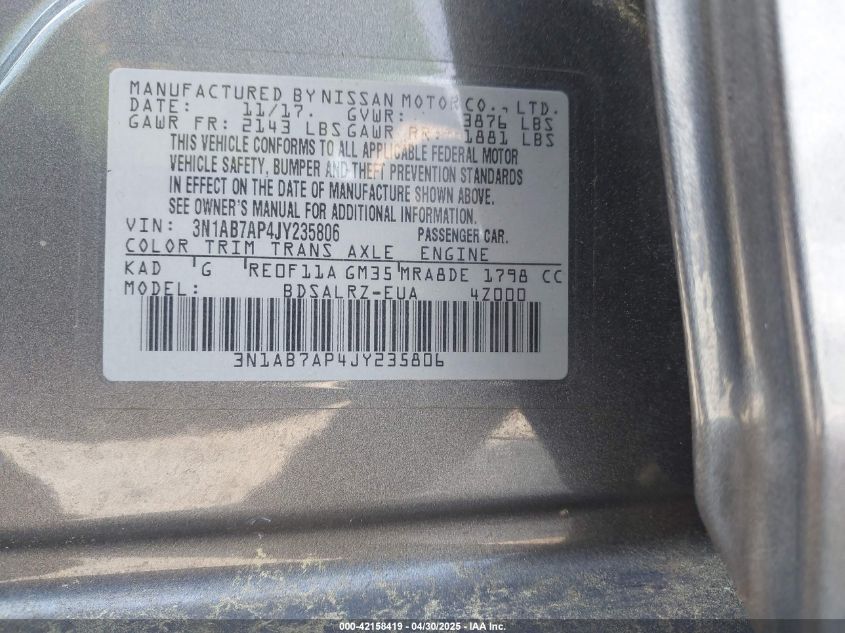 MANUFACTURED BY NISSAN MOTOR CO., LTD.
DATE: 11/17. GVWR: 3876 LBS
GAWR FR: 2143 LBS GAWR RR: 1881 LBS
THIS VEHICLE CONFORMS TO ALL APPLICABLE FEDERAL MOTOR
VEHICLE SAFETY, BUMPER AND THEFT PREVENTION STANDARDS
IN EFFECT ON THE DATE OF MANUFACTURE SHOWN ABOVE.
SEE OWNER'S MANUAL FOR ADDITIONAL INFORMATION.
VIN: 3N1AB7AP4JY235806 PASSENGER CAR.
COLOR TRIM TRANS AXLE ENGINE
KAD G RE0F11A GM35 MRA8DE 1798 CC
MODEL: BDSALRZ-EUA 4Z000
3N1AB7AP4JY235806
000-42158419 - 04/30/2025 - IAA Inc.